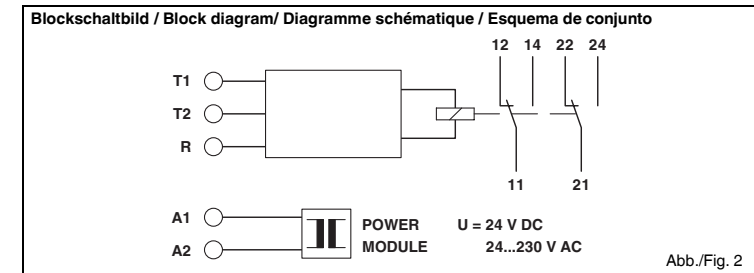 Blockschaltbild / Block diagram/ Diagramme schématique / Esquema de conjunto
12 14 22 24
T1
T2
R
11 21
A1
A2
POWER U = 24 V DC
MODULE 24...230 V AC
Abb./Fig. 2